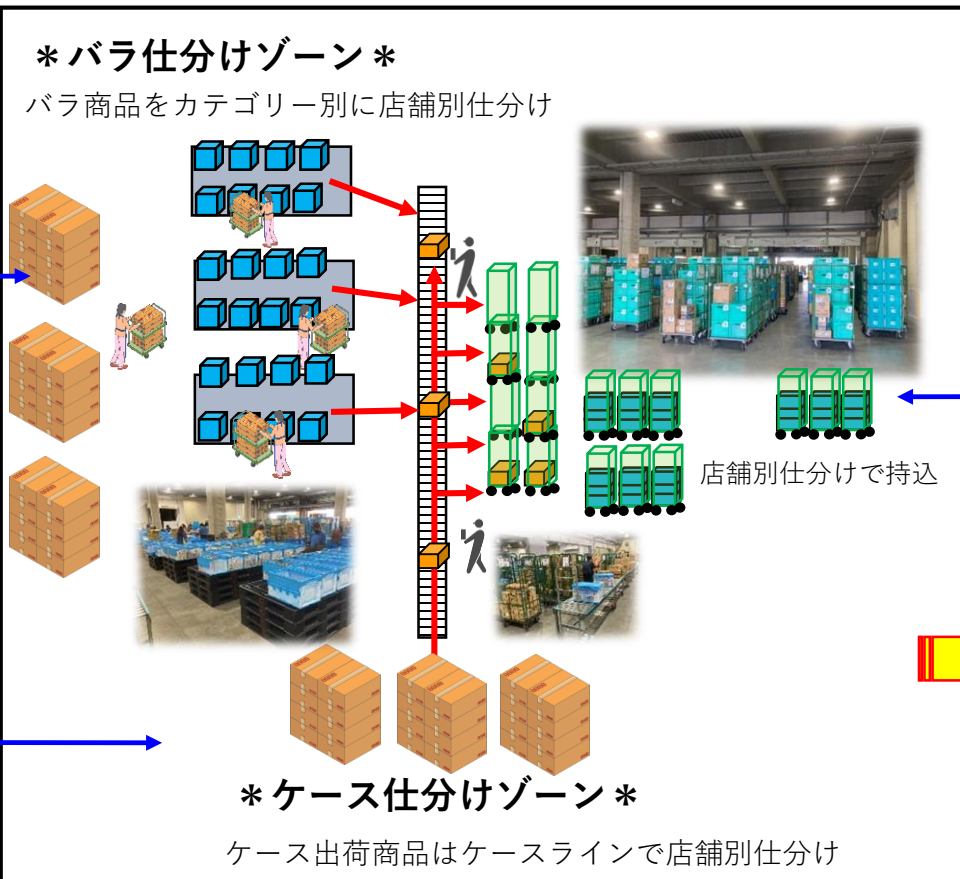 ＊バラ仕分けゾーン＊
バラ商品をカテゴリー別に店舗別仕分け
店舗別仕分けで持込
＊ケース仕分けゾーン＊
ケース出荷商品はケースラインで店舗別仕分け